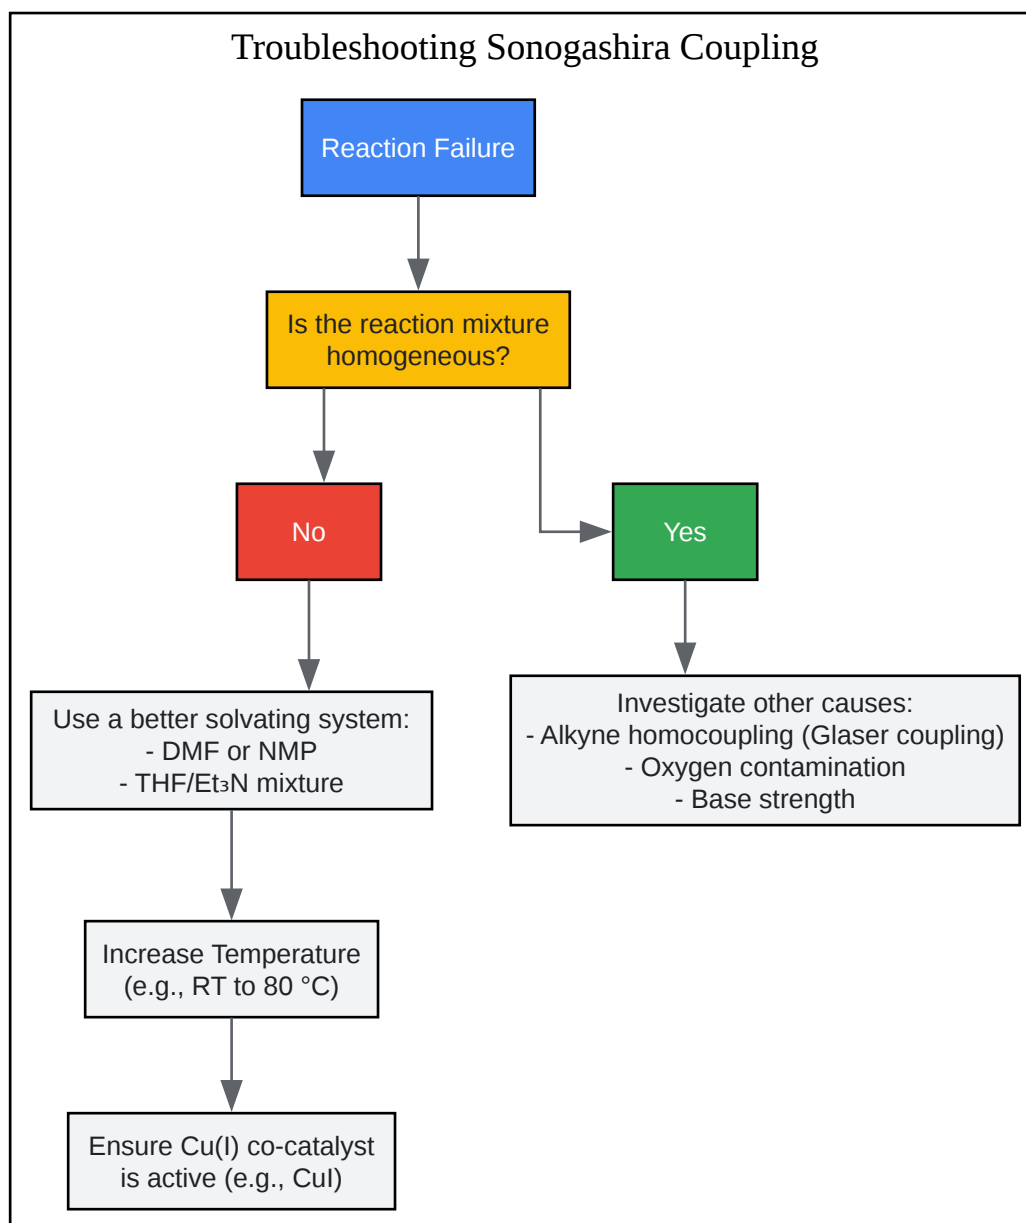 Troubleshooting Sonogashira Coupling
Reaction Failure
Is the reaction mixture
homogeneous?
No
Yes
Use a better solvating system:
- DMF or NMP
- THF/Et₃N mixture
Investigate other causes:
- Alkyne homocoupling (Glaser coupling)
- Oxygen contamination
- Base strength
Increase Temperature
(e.g., RT to 80 °C)
Ensure Cu(I) co-catalyst
is active (e.g., CuI)